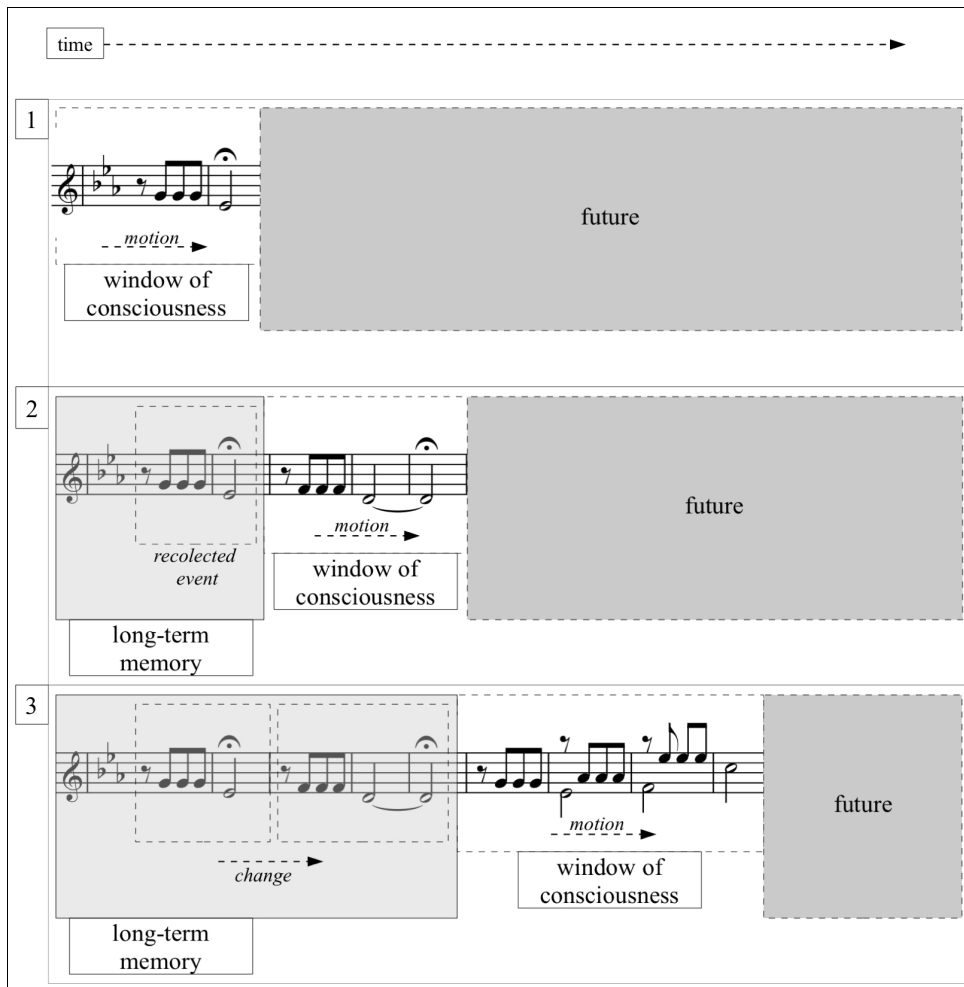 time
1
future
motion
window of
consciousness
2
future
recolected
event
motion
window of
consciousness
long-term
memory
3
future
motion
change
window of
consciousness
long-term
memory